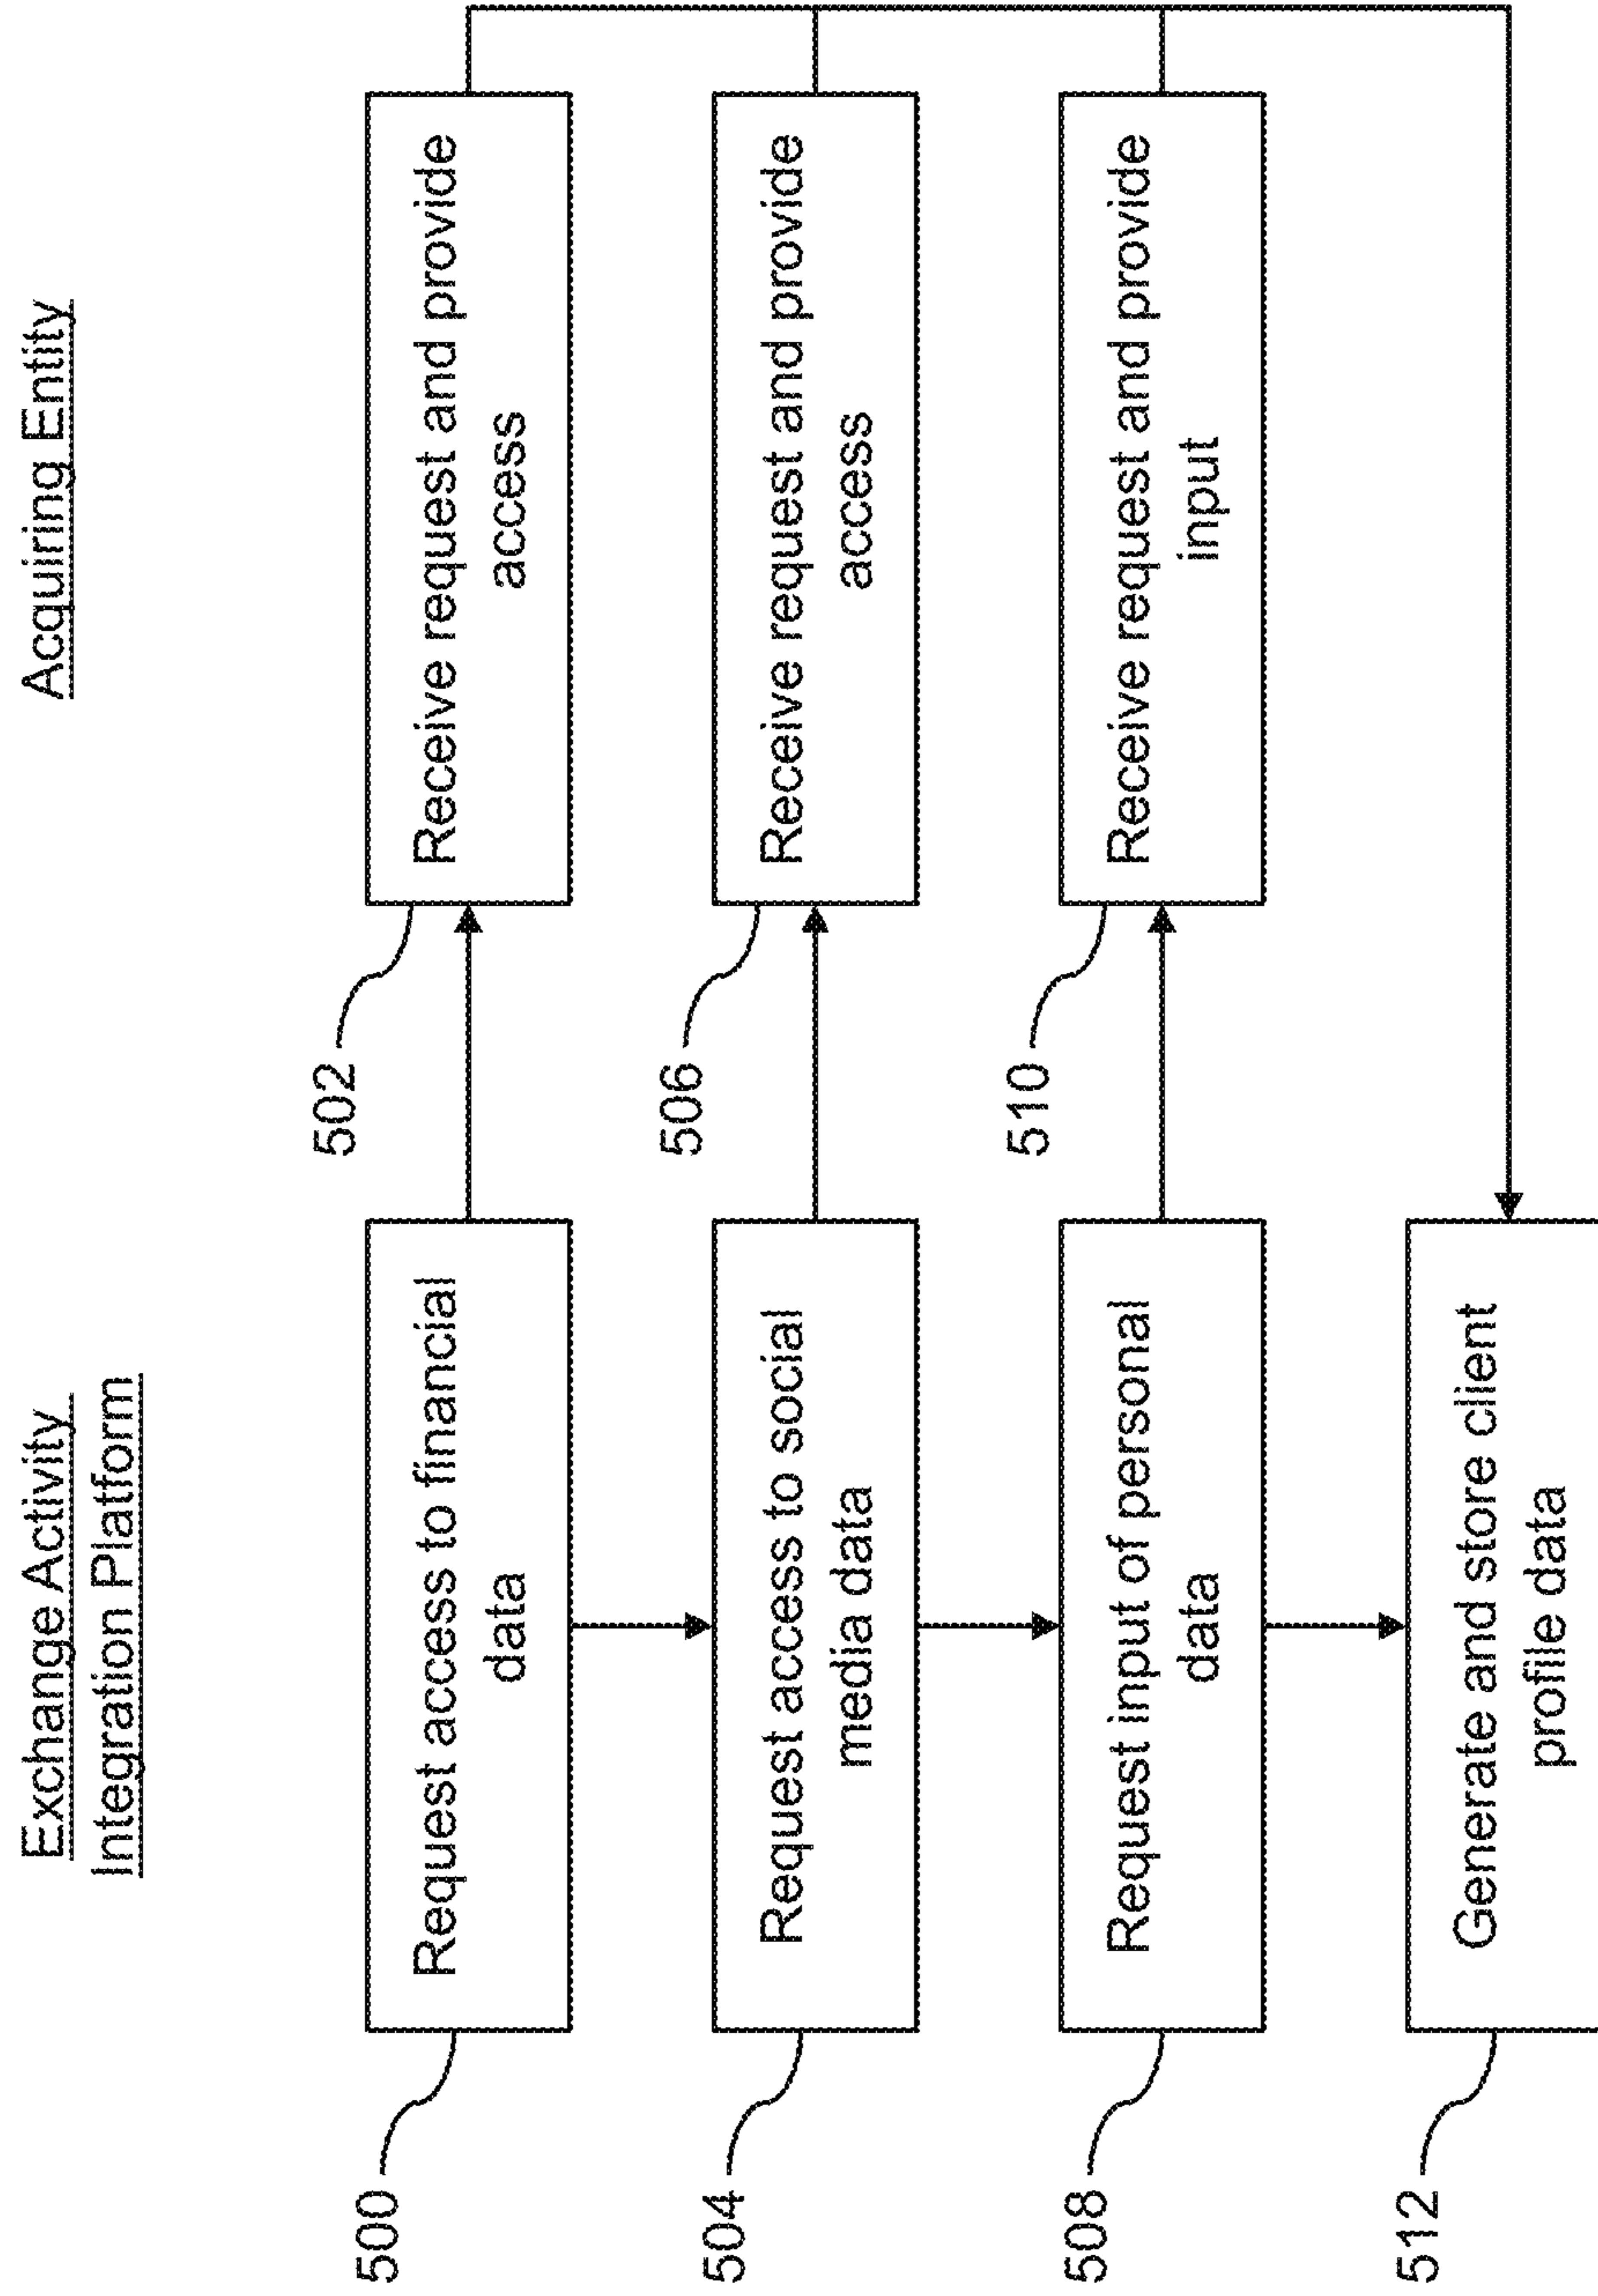 Exchange Activity
Integration Platform
Acquiring Entity
500
Request access to financial
data
502
Receive request and provide
access
504
Request access to social
media data
506
Receive request and provide
access
508
Request input of personal
data
510
Receive request and provide
input
512
Generate and store client
profile data